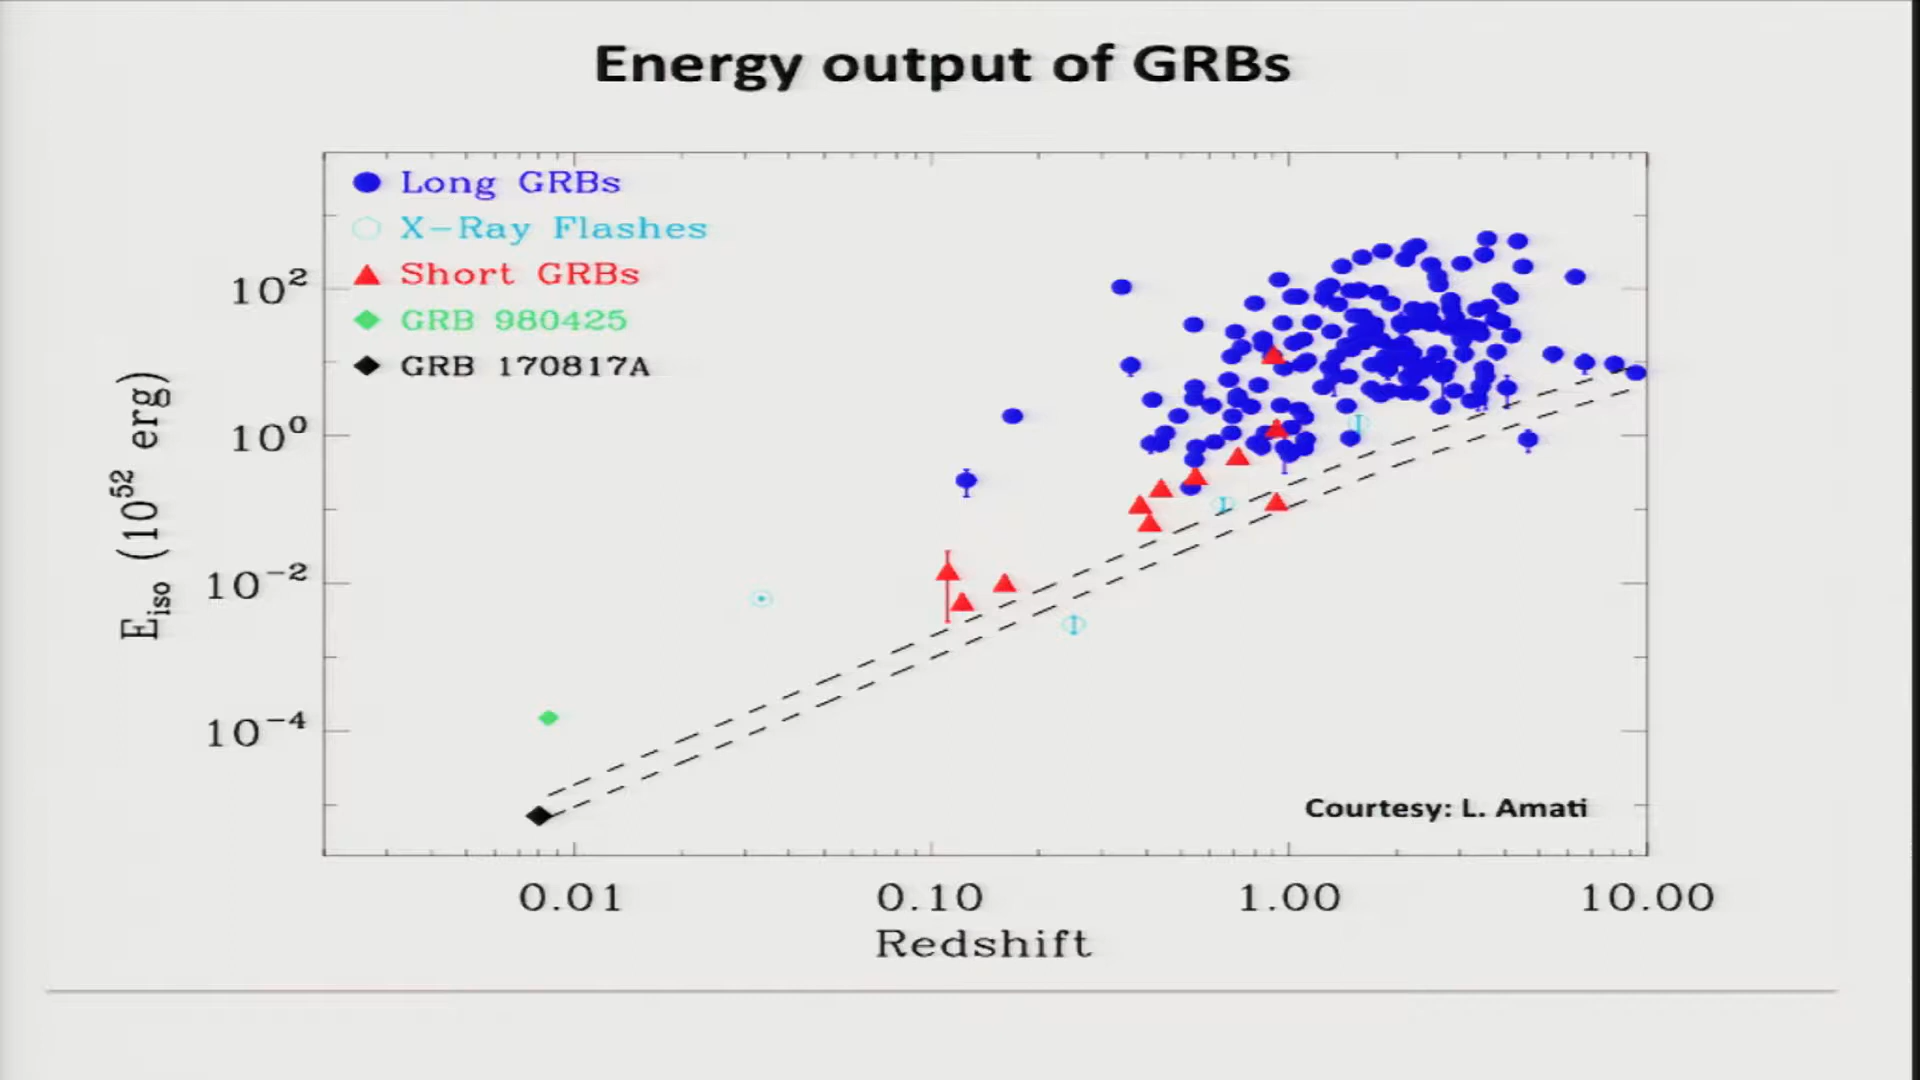 Energy output of GRBs
Long GRBs
X-Ray Flashes
Short GRBs
GRB 980425
GRB 170817A
10²
10⁰
10⁻²
10⁻⁴
E_iso (10⁵² erg)
Courtesy: L. Amati
0.01
0.10
1.00
10.00
Redshift